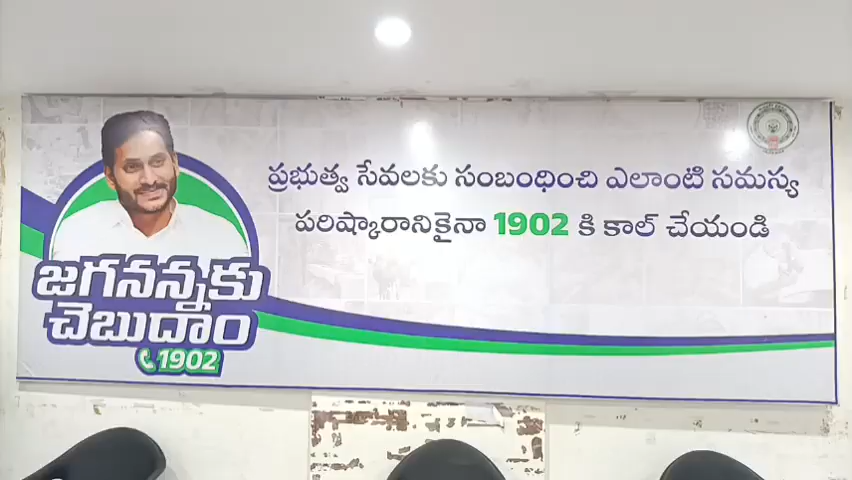 ప్రభుత్వ సేవలకు సంబంధించి ఎలాంటి సమస్య
పరిష్కారానికైనా 1902 కి కాల్ చేయండి
జగనన్నకు
చెబుదాం
1902